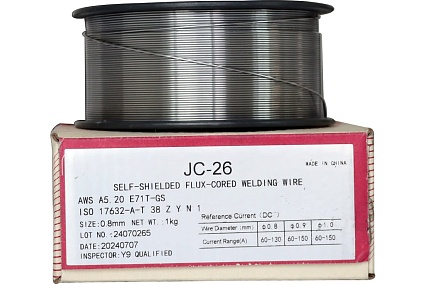 JC-26
MADE IN CHINA
SELF-SHIELDED FLUX-CORED WELDING WIRE
AWS A5.20 E71T-GS
ISO 17632-A-T 38 Z Y N 1
SIZE:0.8mm NET WT.:1kg
LOT NO.:24070265
DATE:20240707
INSPECTOR:Y9 QUALIFIED
Reference Current (DC⁻)
Wire Diameter (mm) φ0.8 φ0.9 φ1.0
Current Range(A) 60-130 60-150 60-150